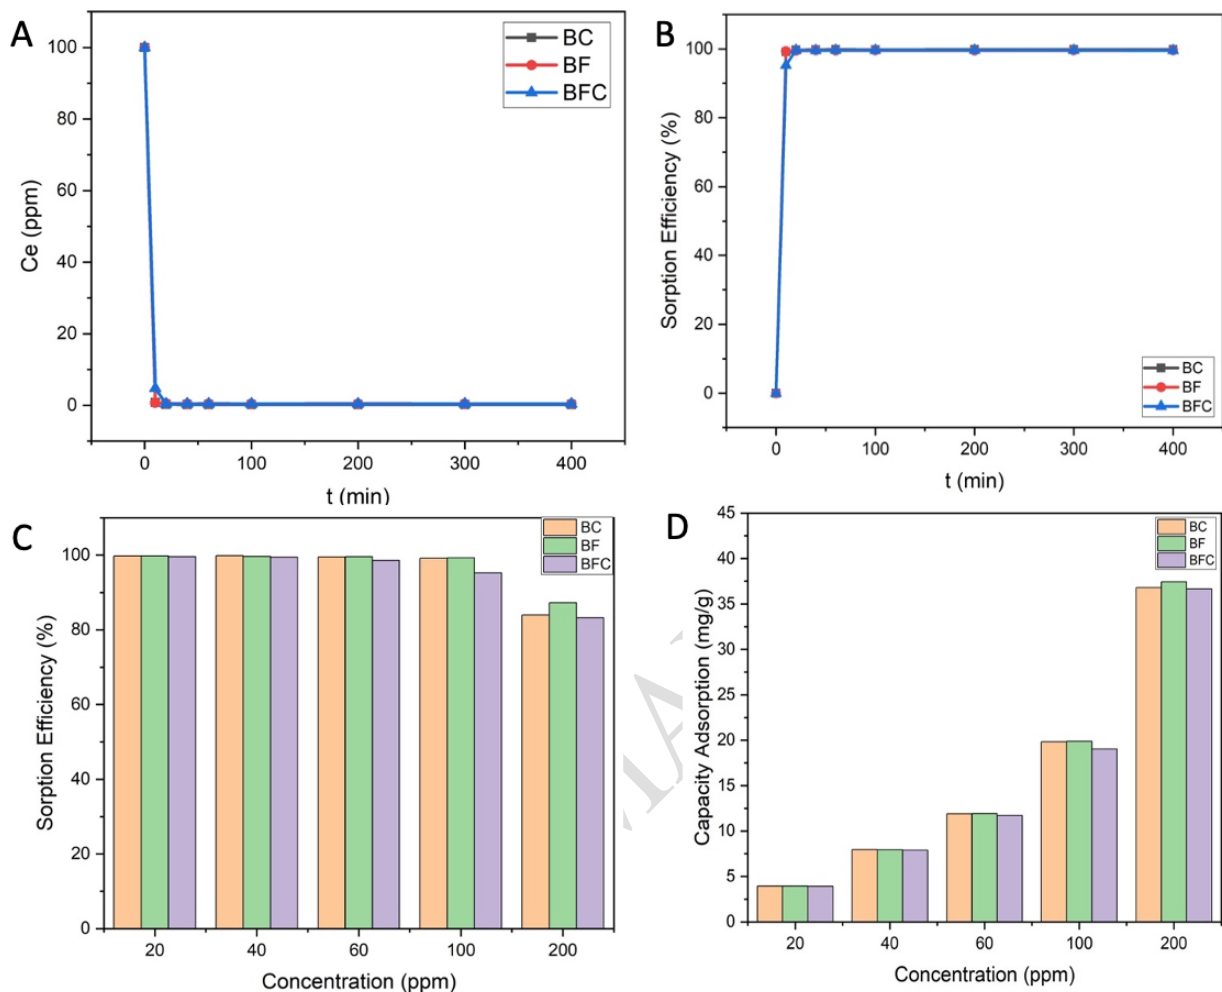 A
Ce (ppm)
100
80
60
40
20
0
0 100 200 300 400
t (min)
BC
BF
BFC
B
Sorption Efficiency (%)
100
80
60
40
20
0
0 100 200 300 400
t (min)
BC
BF
BFC
C
Sorption Efficiency (%)
100
80
60
40
20
0
20 40 60 100 200
Concentration (ppm)
BC
BF
BFC
D
Capacity Adsorption (mg/g)
45
40
35
30
25
20
15
10
5
0
20 40 60 100 200
Concentration (ppm)
BC
BF
BFC